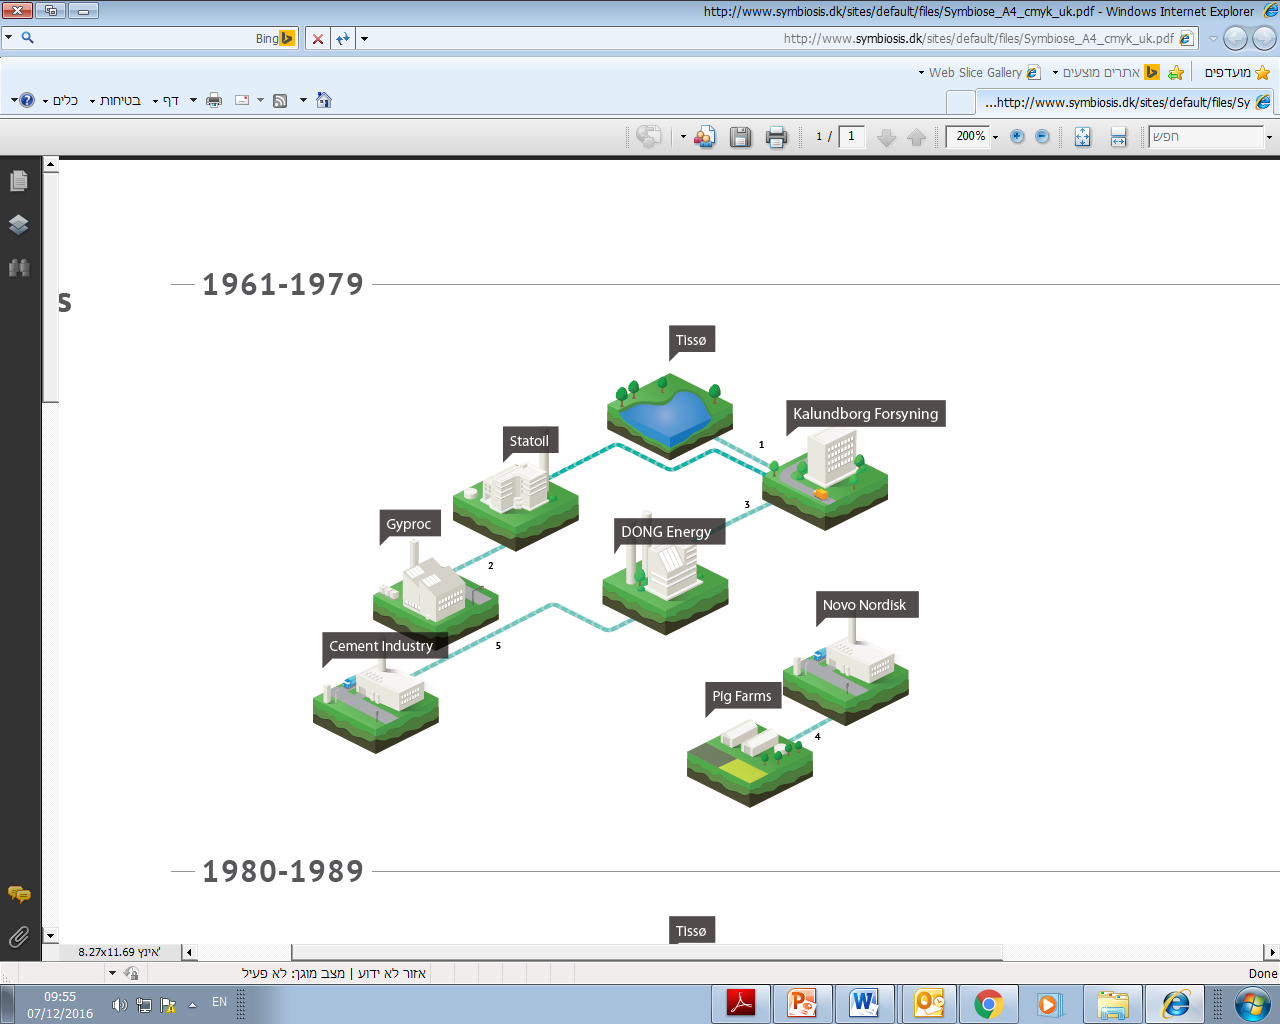 http://www.symbiosis.dk/sites/default/files/Symbiose_A4_cmyk_uk.pdf - Windows Internet Explorer
Bing
http://www.symbiosis.dk/sites/default/files/Symbiose_A4_cmyk_uk.pdf
מועדפים
אתרים מוצעים
Web Slice Gallery
...http://www.symbiosis.dk/sites/default/files/Sy
דף
בטיחות
כלים
1 / 1
200%
חפש
s
1961-1979
Tissø
Kalundborg Forsyning
1
Statoil
3
Gyproc
DONG Energy
2
Novo Nordisk
Cement Industry
5
Pig Farms
4
1980-1989
Tissø
8.27x11.69 אינץ'
אזור לא ידוע | מצב מוגן: לא פעיל
Done
09:55
EN
07/12/2016